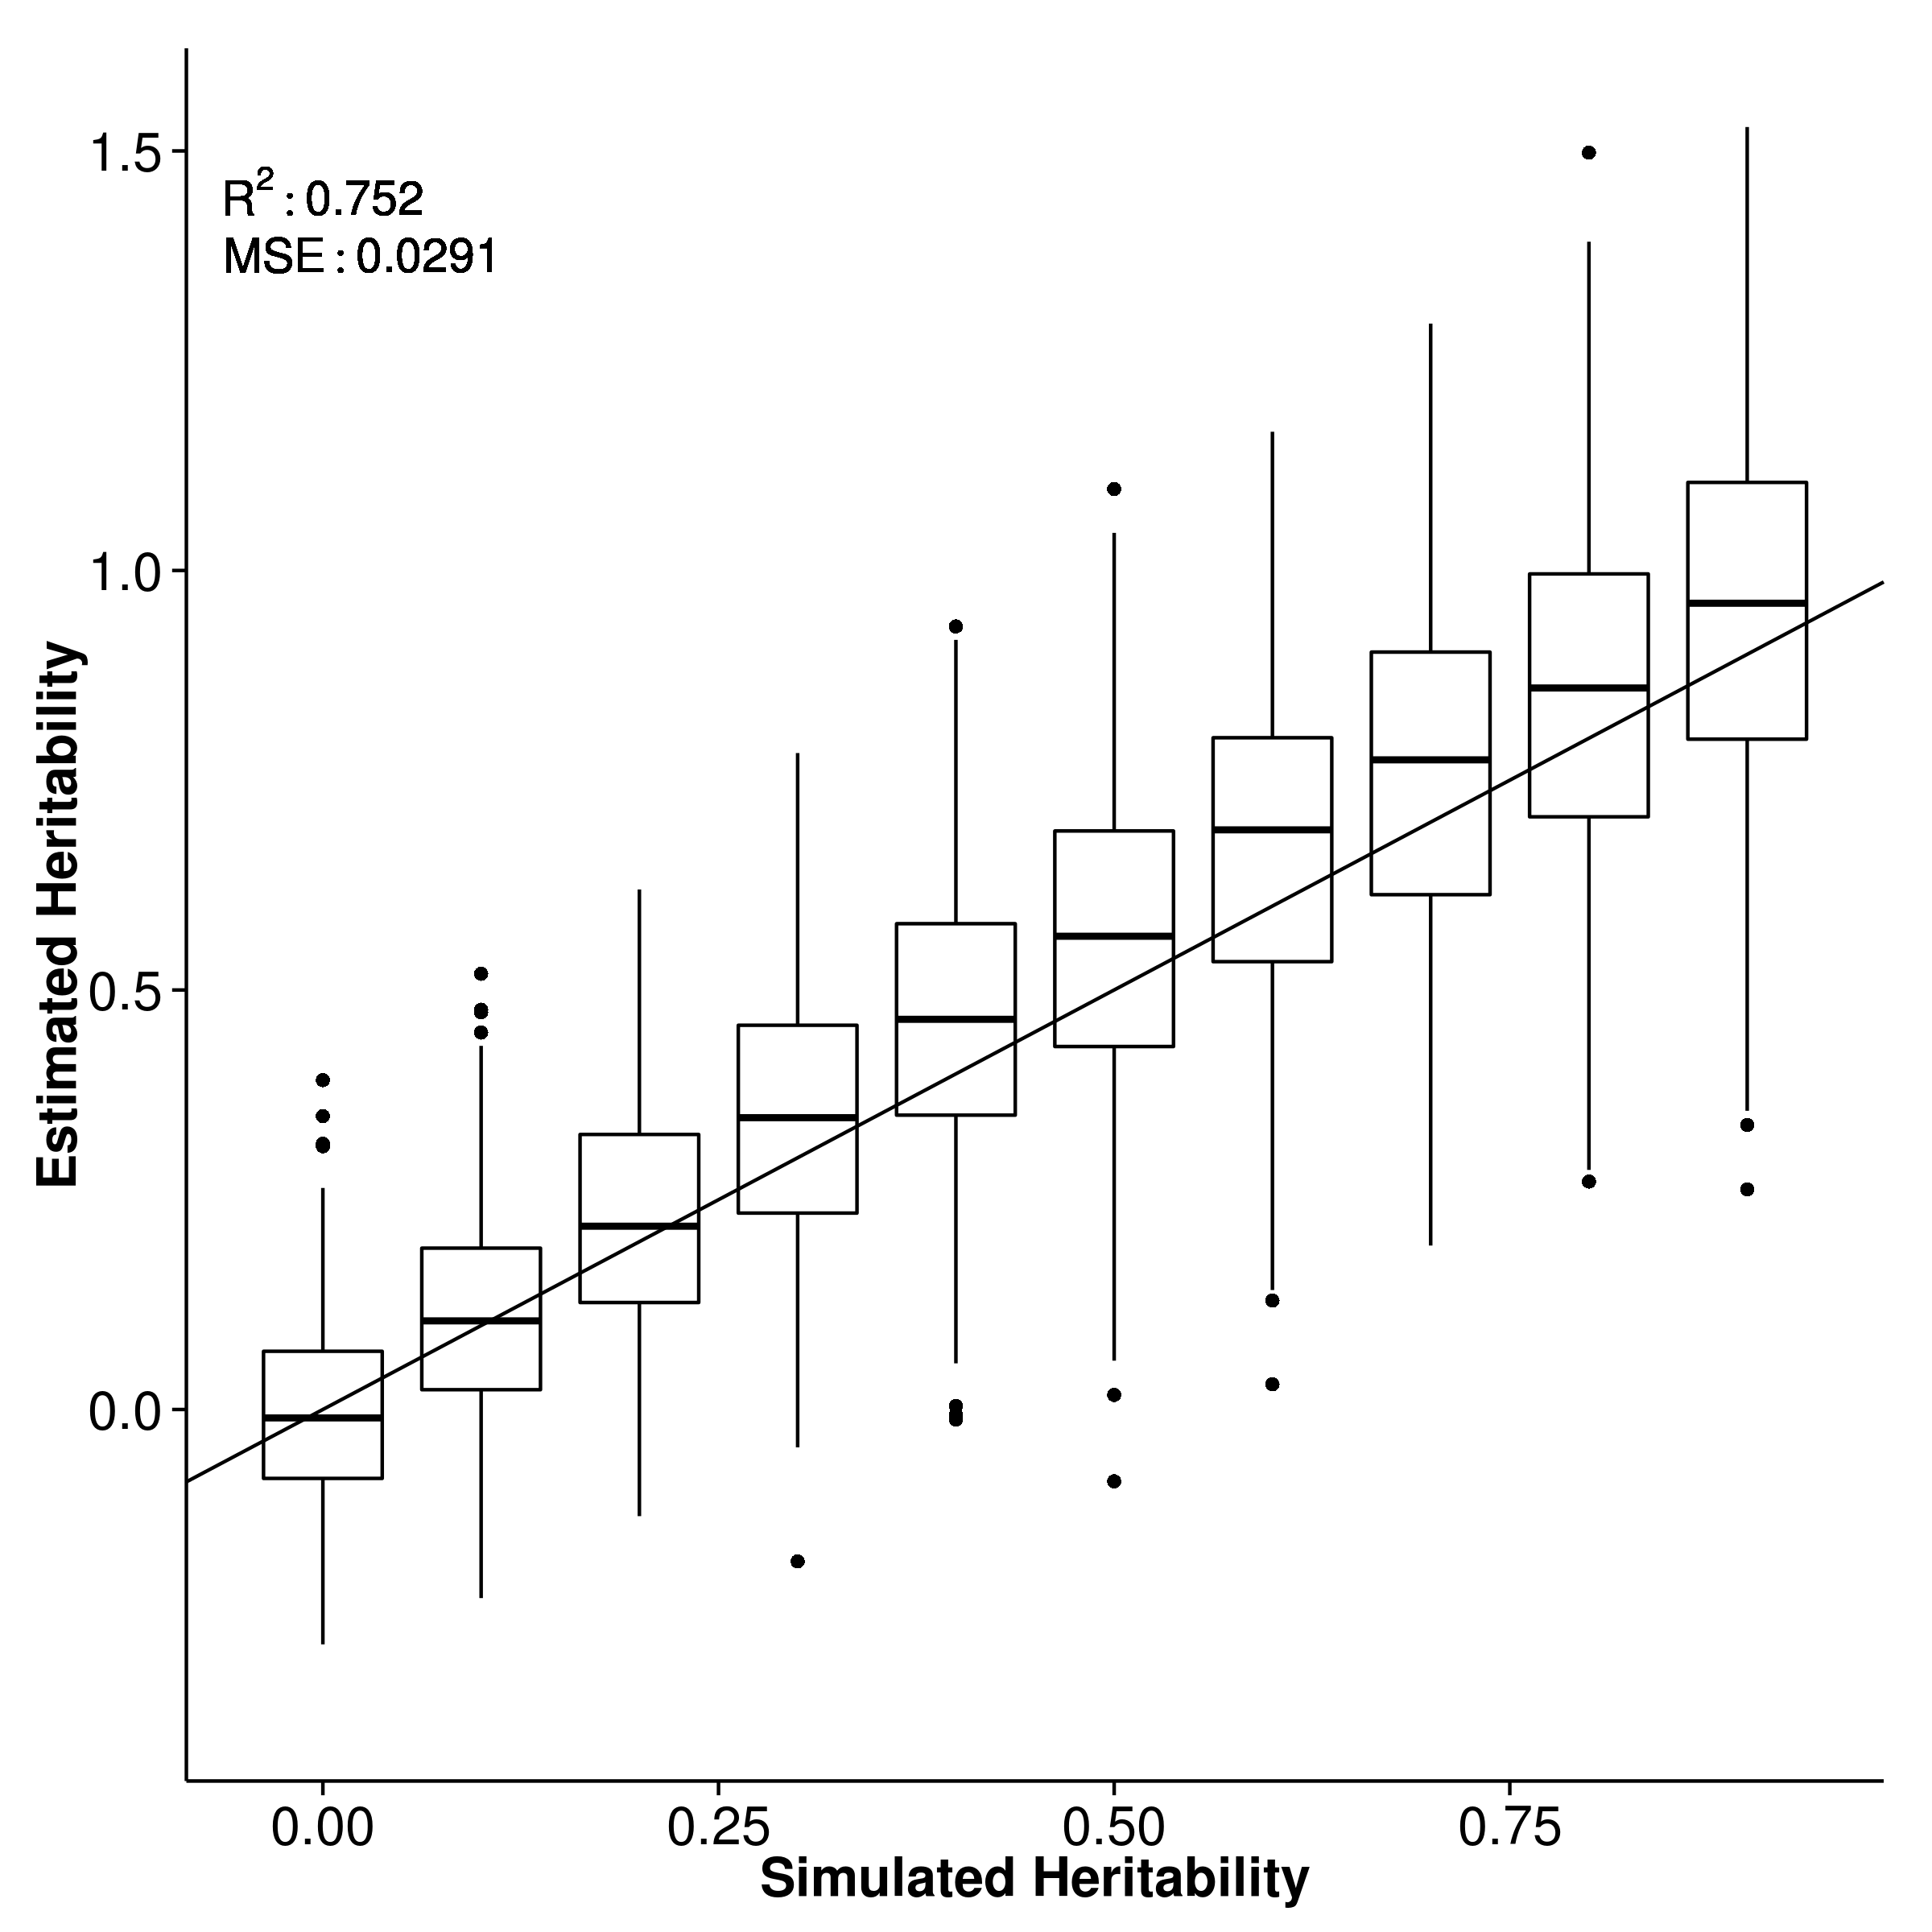 1.5
R²: 0.752
MSE: 0.0291
1.0
0.5
0.0
Estimated Heritability
0.00 0.25 0.50 0.75
Simulated Heritability